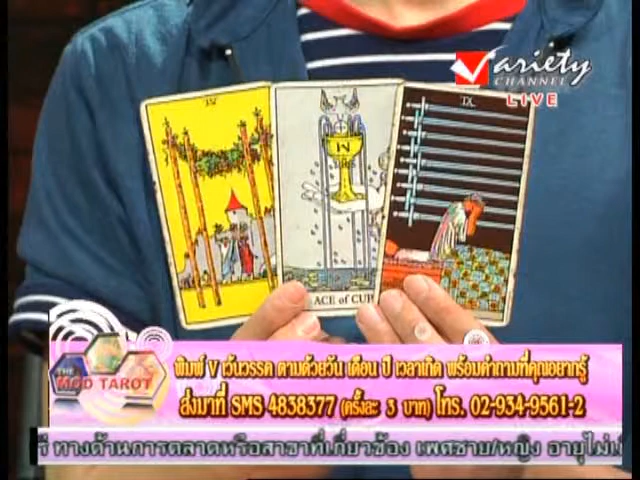 Variety
CHANNEL
LIVE
IV
IX
M
ACE of CUP
THE
MOD TAROT
พิมพ์ V เว้นวรรค ตามด้วยวัน เดือน ปี เวลาเกิด พร้อมคำถามที่คุณอยากรู้
ส่งมาที่ SMS 4838377 (ครั้งละ 3 บาท) โทร. 02-934-9561-2
ทางด้านการตลาดหรือสาขาที่เกี่ยวข้อง เพศชาย/หญิง อายุไม่เ